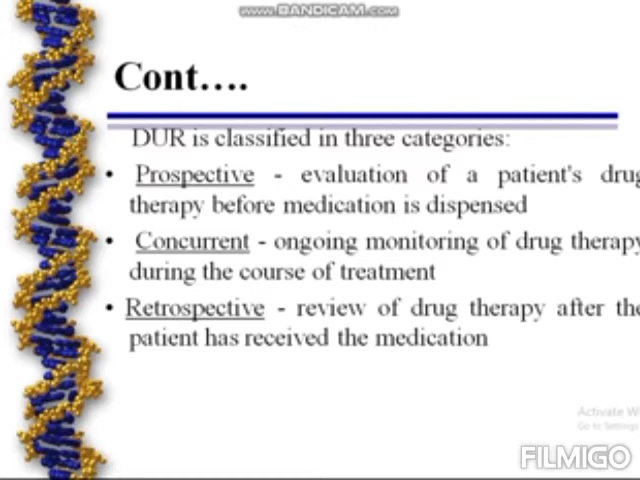 www.BANDICAM.com
Cont….
DUR is classified in three categories:
• Prospective - evaluation of a patient's drug
therapy before medication is dispensed
• Concurrent - ongoing monitoring of drug therapy
during the course of treatment
• Retrospective - review of drug therapy after the
patient has received the medication
Activate Wi
Go to Settings
FILMIGO